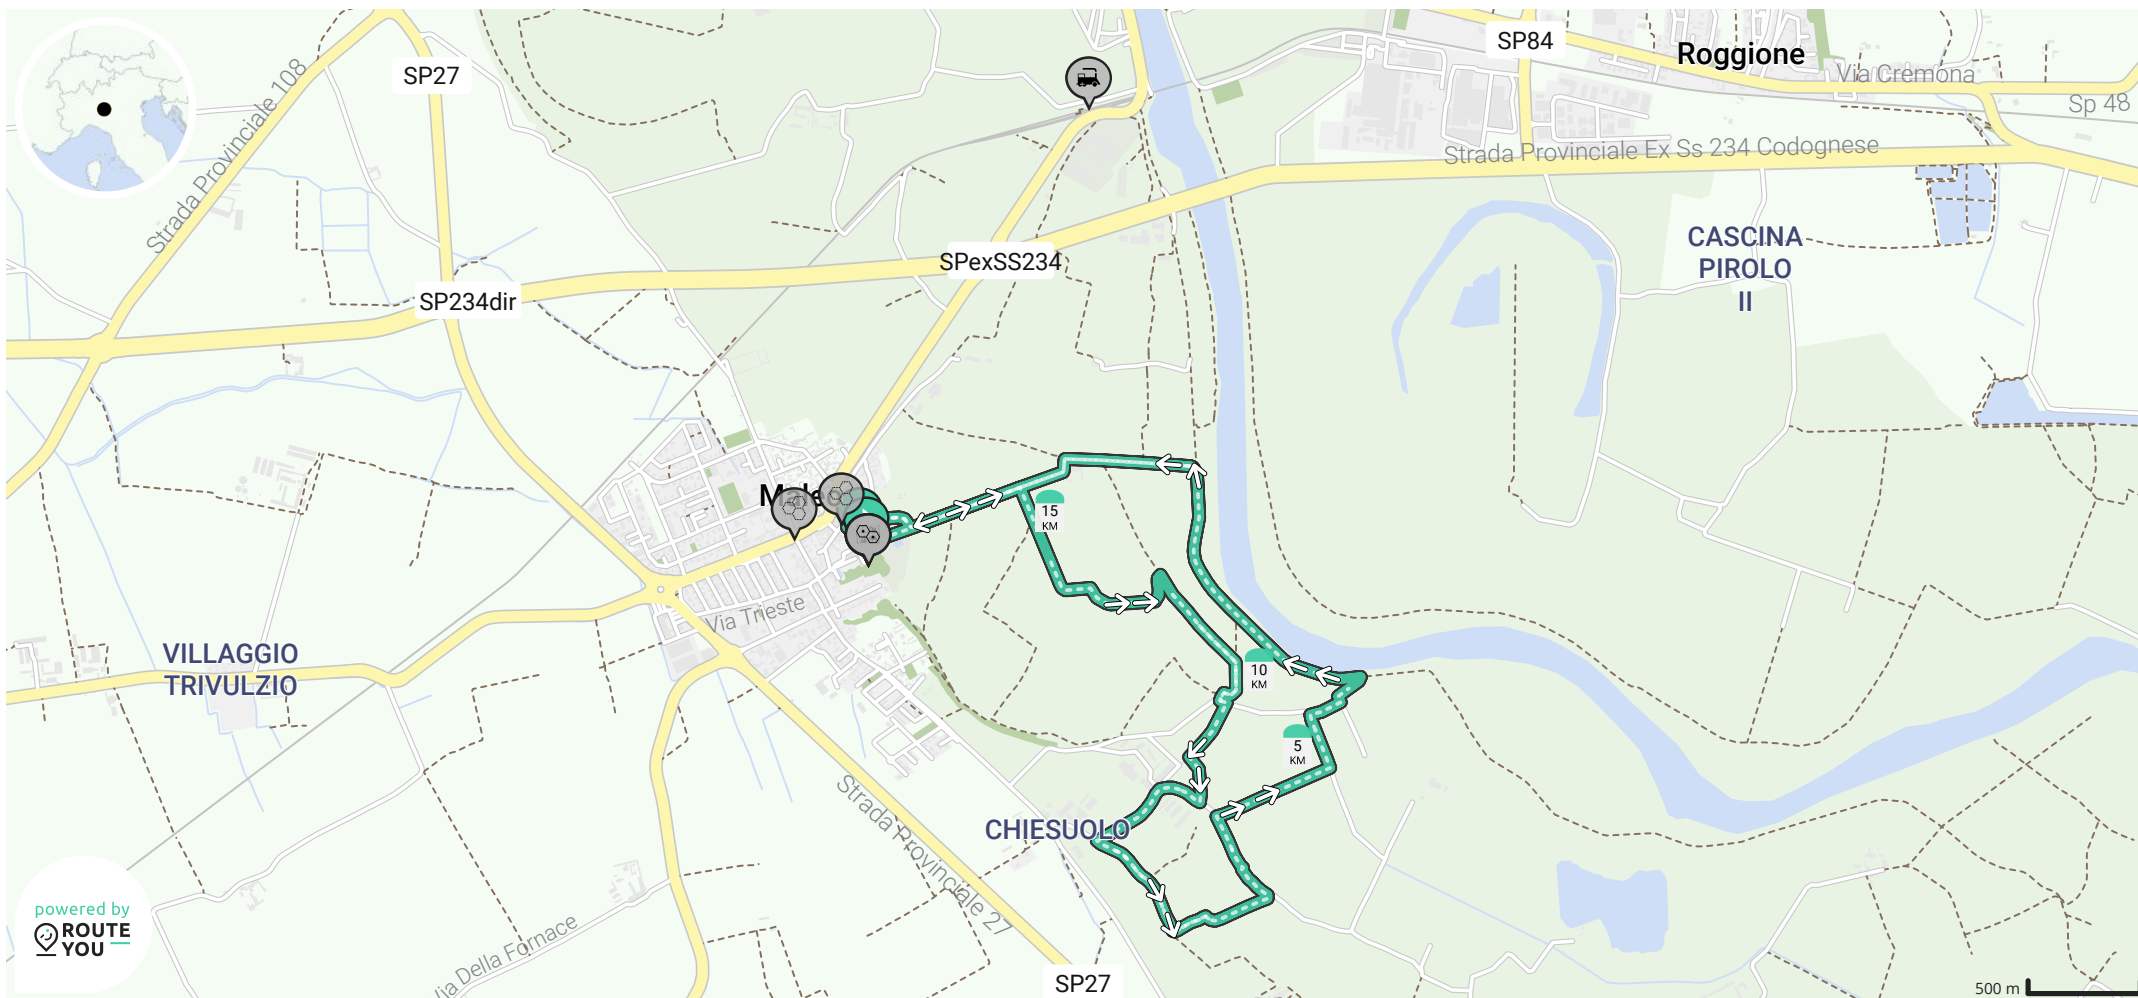 SP84
Roggione
SP27
Via Cremona
Sp 48
Strada Provinciale 108
Strada Provinciale Ex Ss 234 Codognese
CASCINA
PIROLO
II
SPexSS234
SP234dir
15
KM
Via Trieste
VILLAGGIO
TRIVULZIO
10
KM
5
KM
CHIESUOLO
Strada Provinciale 27
powered by
ROUTE
YOU
Via Della Fornace
SP27
500 m